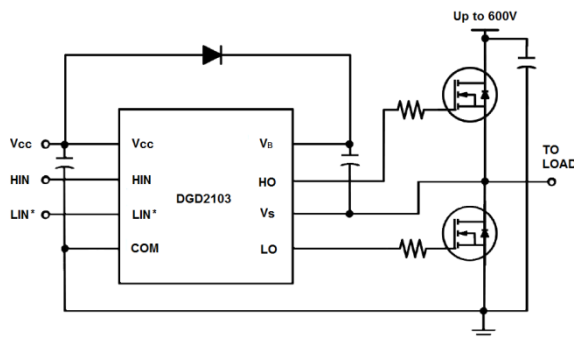 Up to 600V
Vcc
Vcc
VB
TO
LOAD
HIN
HIN
HO
DGD2103
LIN*
LIN*
Vs
COM
LO